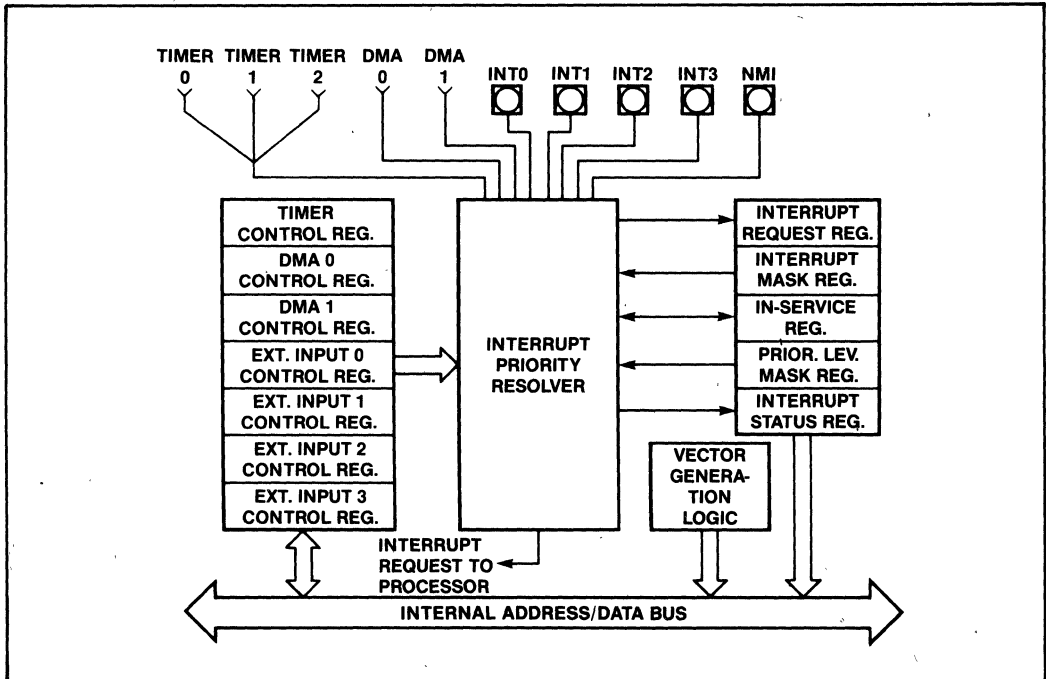 TIMER TIMER TIMER DMA DMA
0 1 2 0 1 INT0 INT1 INT2 INT3 NMI
TIMER
CONTROL REG.
DMA 0
CONTROL REG.
DMA 1
CONTROL REG.
EXT. INPUT 0
CONTROL REG.
EXT. INPUT 1
CONTROL REG.
EXT. INPUT 2
CONTROL REG.
EXT. INPUT 3
CONTROL REG.
INTERRUPT
PRIORITY
RESOLVER
INTERRUPT
REQUEST REG.
INTERRUPT
MASK REG.
IN-SERVICE
REG.
PRIOR. LEV.
MASK REG.
INTERRUPT
STATUS REG.
VECTOR
GENERA-
TION
LOGIC
INTERRUPT
REQUEST TO
PROCESSOR
INTERNAL ADDRESS/DATA BUS